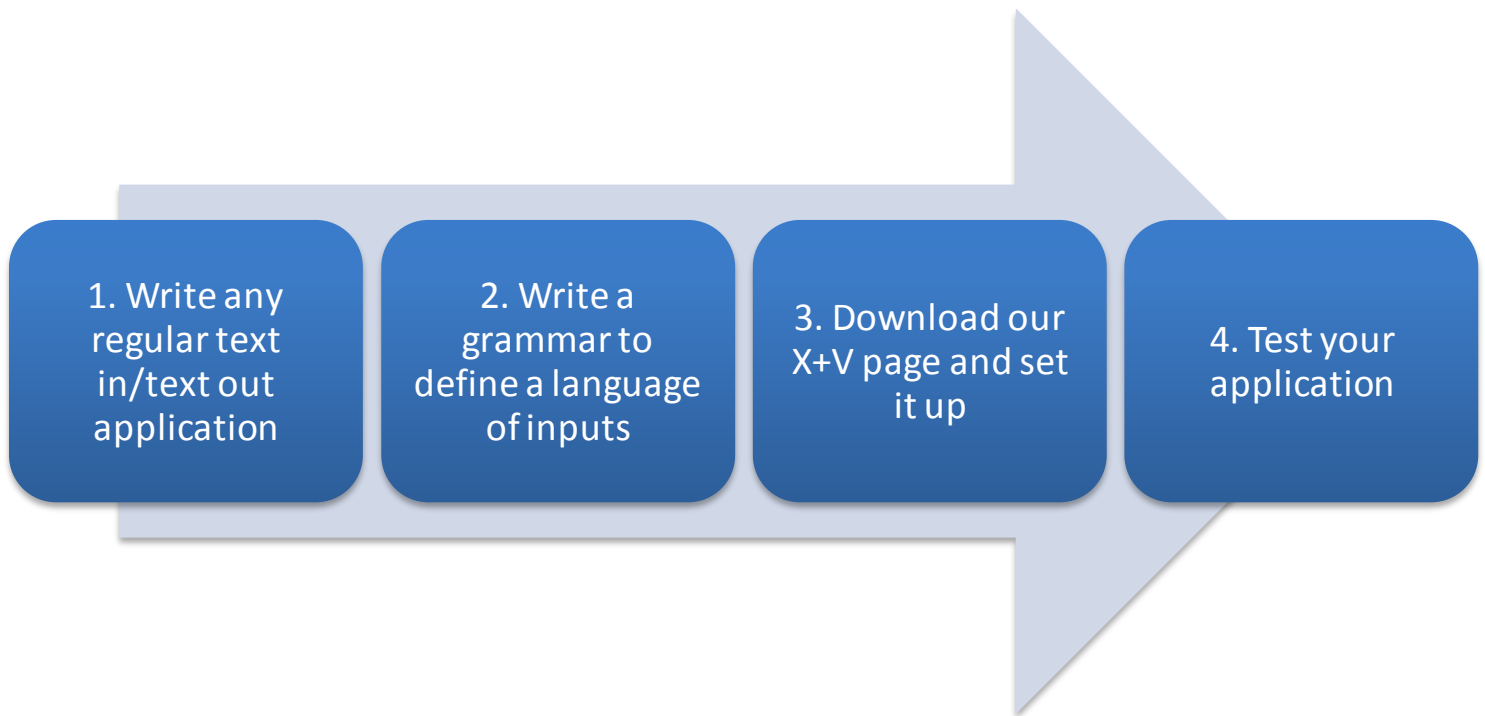 1. Write any
regular text
in/text out
application
2. Write a
grammar to
define a language
of inputs
3. Download our
X+V page and set
it up
4. Test your
application